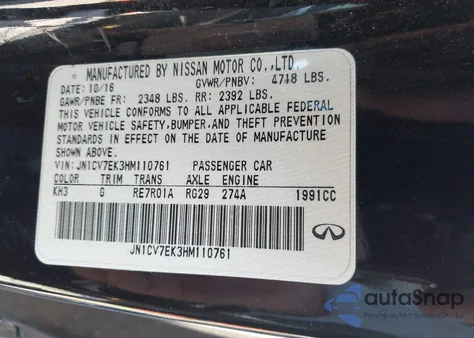 MANUFACTURED BY NISSAN MOTOR CO., LTD.
DATE: 10/16 GVWR/PNBV: 4718 LBS.
GAWR/PNBE FR: 2348 LBS. RR: 2392 LBS.
THIS VEHICLE CONFORMS TO ALL APPLICABLE FEDERAL
MOTOR VEHICLE SAFETY, BUMPER, AND THEFT PREVENTION
STANDARDS IN EFFECT ON THE DATE OF MANUFACTURE
SHOWN ABOVE.
VIN: JN1CV7EK3HM110761 PASSENGER CAR
COLOR TRIM TRANS AXLE ENGINE
KH3 G RE7R01A RG29 274A 1991CC
JN1CV7EK3HM110761
autoSnap